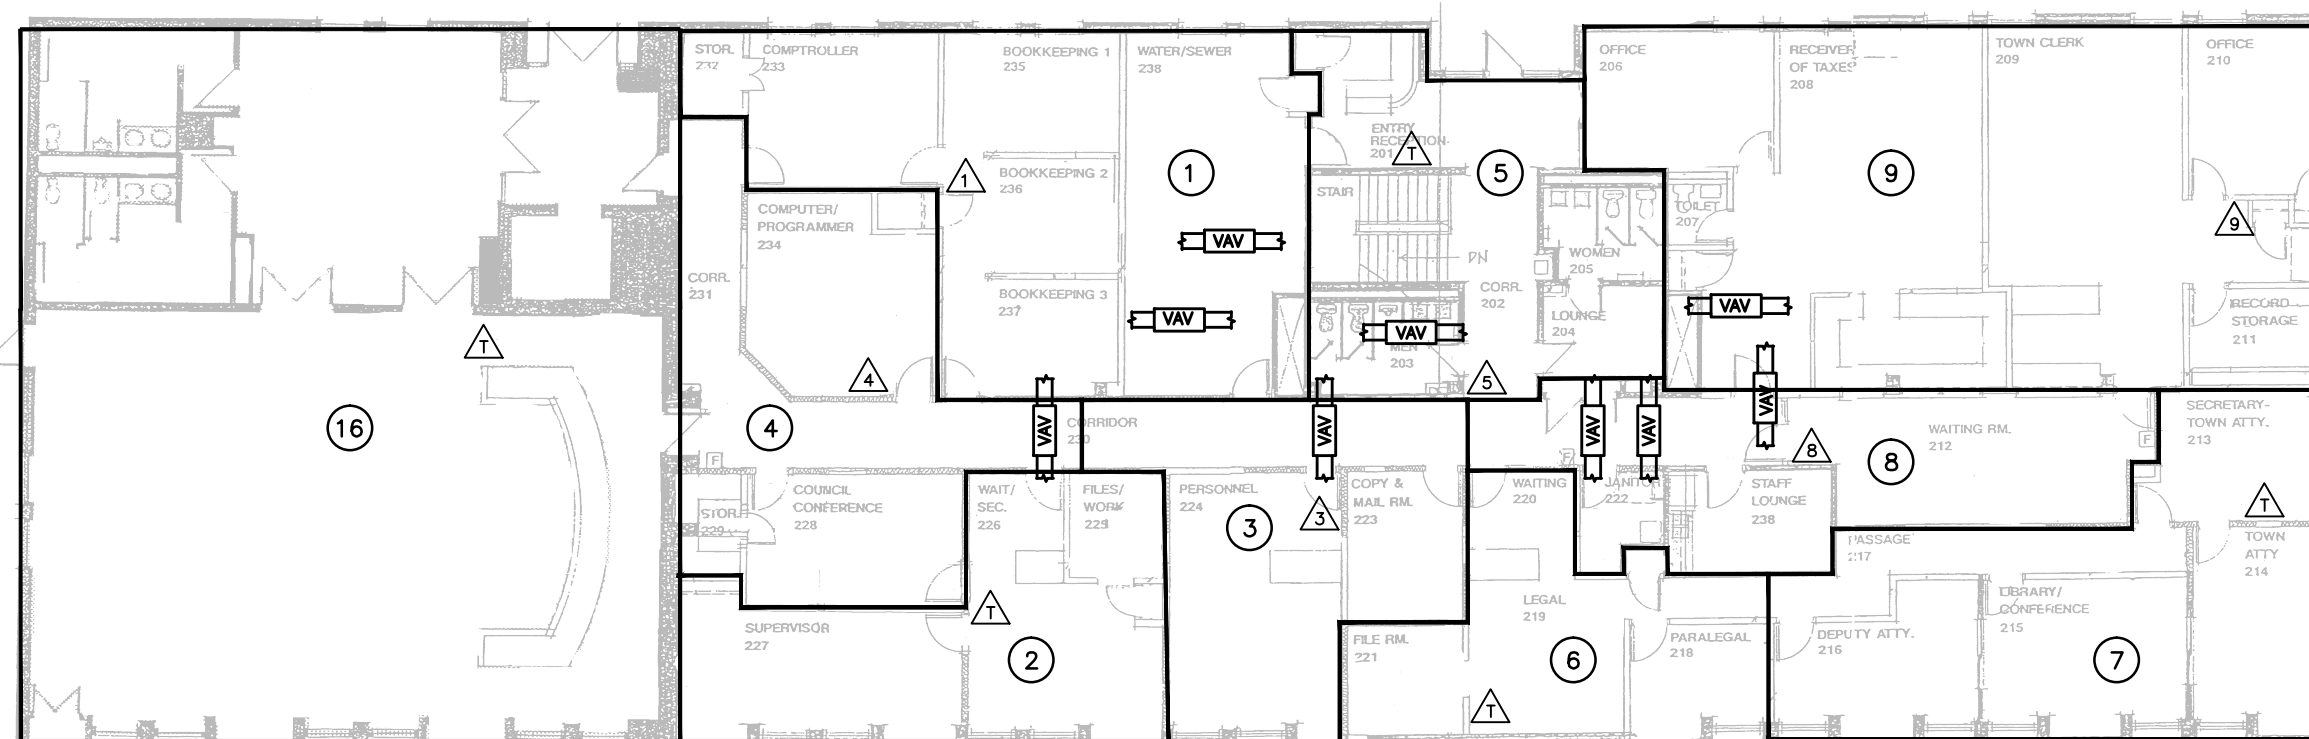 STOR.
232
COMPTROLLER
233
BOOKKEEPING 1
235
WATER/SEWER
238
ENTRY
RECEPTION
201
T
OFFICE
206
RECEIVER
OF TAXES
208
TOWN CLERK
209
OFFICE
210
1
BOOKKEEPING 2
236
1
5
9
STAIR
TOILET
207
9
COMPUTER/
PROGRAMMER
234
VAV
DN
WOMEN
205
CORR.
231
BOOKKEEPING 3
237
VAV
CORR.
202
VAV
MEN
203
LOUNGE
204
VAV
RECORD
STORAGE
211
T
4
5
VAV
16
4
VAV
CORRIDOR
230
VAV
VAV
VAV
8
WAITING RM.
212
8
F
SECRETARY-
TOWN ATTY.
213
F
F
STOR.
229
COUNCIL
CONFERENCE
228
WAIT/
SEC.
226
FILES/
WORK
225
PERSONNEL
224
3
3
COPY &
MAIL RM.
223
WAITING
220
JANITOR
222
STAFF
LOUNGE
238
T
PASSAGE
217
TOWN
ATTY
214
T
SUPERVISOR
227
2
FILE RM.
221
LEGAL
219
6
T
PARALEGAL
218
DEPUTY ATTY.
216
LIBRARY/
CONFERENCE
215
7